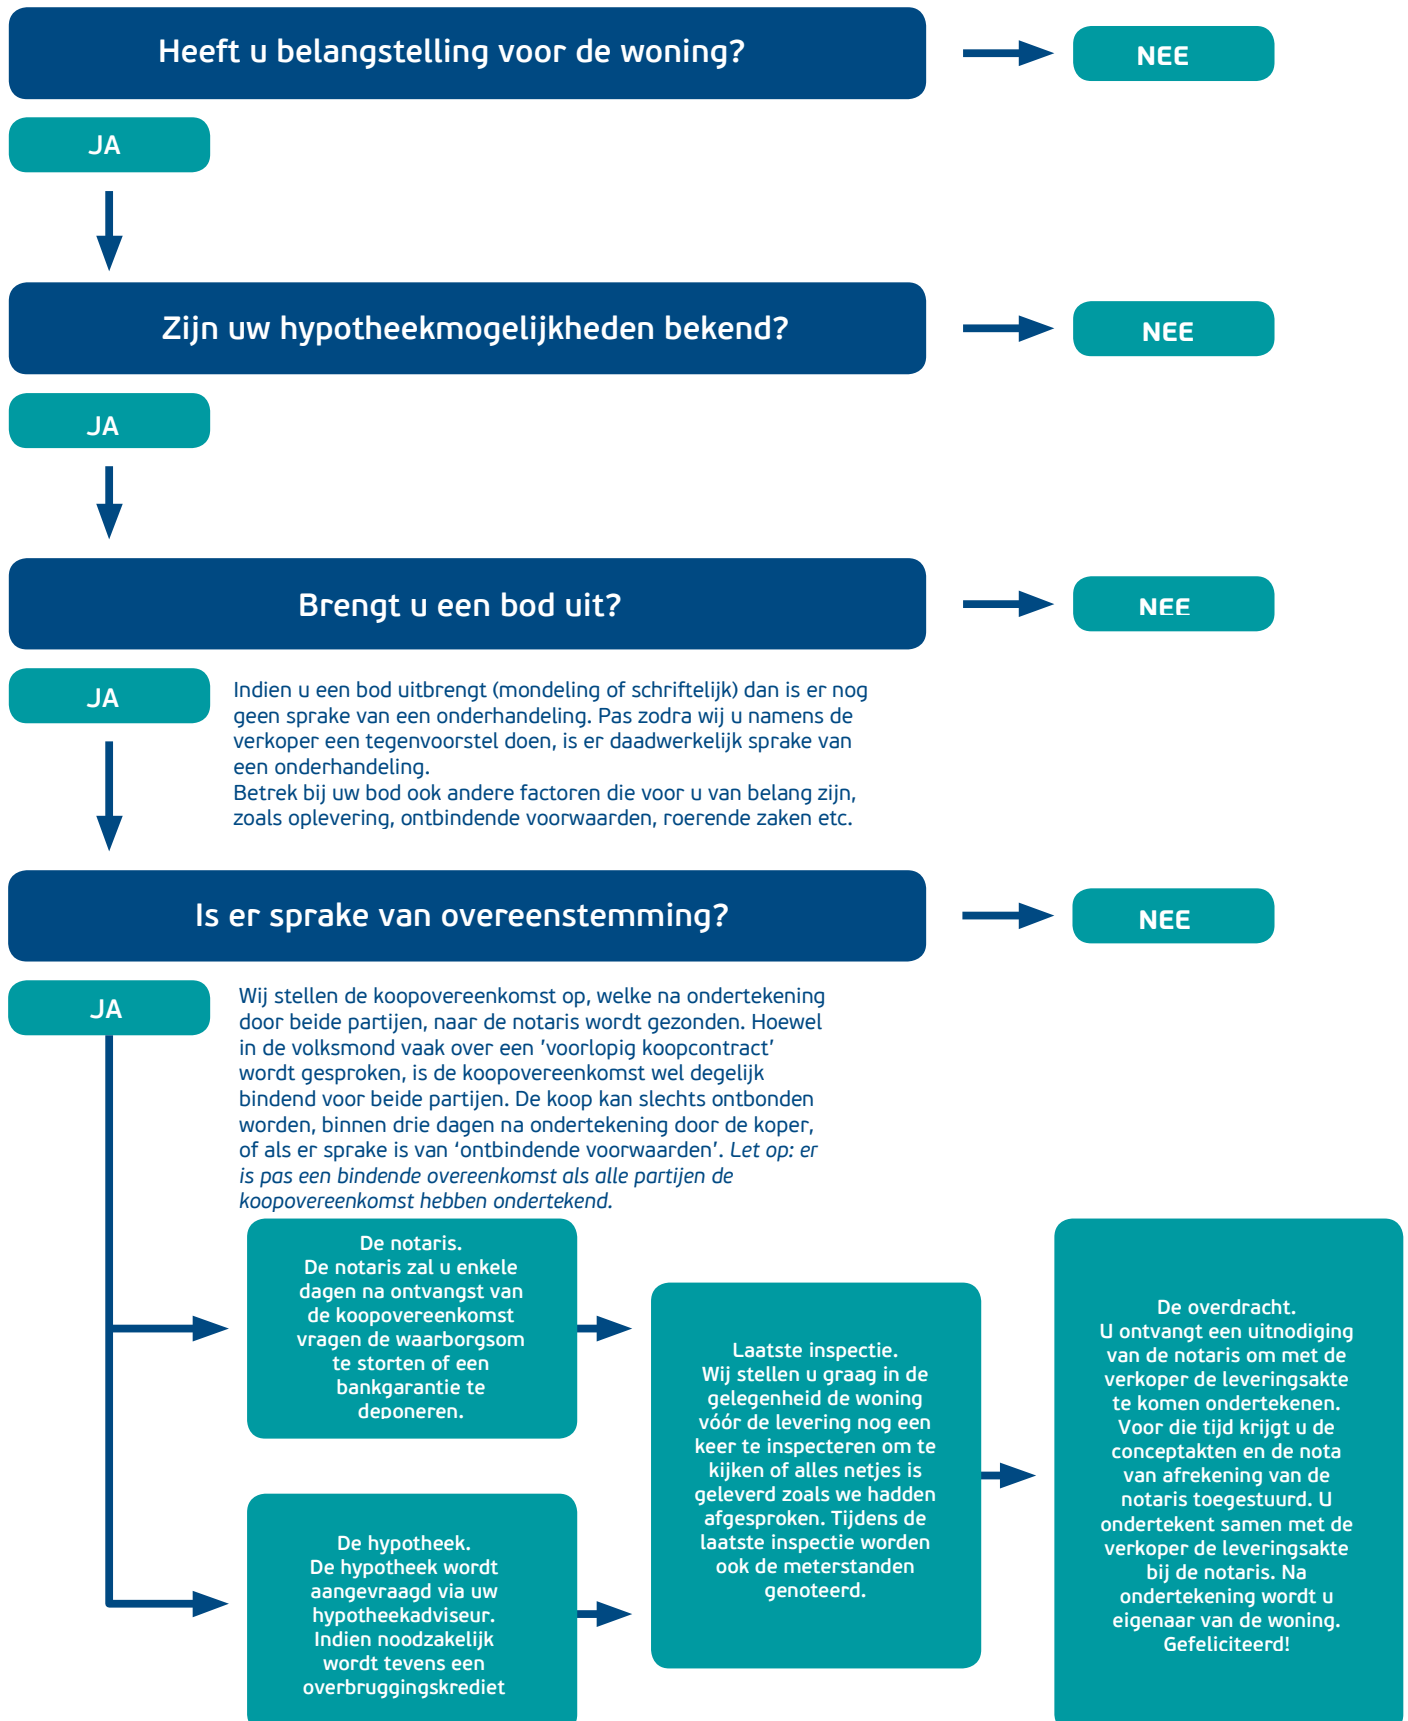 Heeft u belangstelling voor de woning?
NEE
JA
Zijn uw hypotheekmogelijkheden bekend?
NEE
JA
Brengt u een bod uit?
NEE
JA
Indien u een bod uitbrengt (mondeling of schriftelijk) dan is er nog
geen sprake van een onderhandeling. Pas zodra wij u namens de
verkoper een tegenvoorstel doen, is er daadwerkelijk sprake van
een onderhandeling.
Betrek bij uw bod ook andere factoren die voor u van belang zijn,
zoals oplevering, ontbindende voorwaarden, roerende zaken etc.
Is er sprake van overeenstemming?
NEE
JA
Wij stellen de koopovereenkomst op, welke na ondertekening
door beide partijen, naar de notaris wordt gezonden. Hoewel
in de volksmond vaak over een 'voorlopig koopcontract'
wordt gesproken, is de koopovereenkomst wel degelijk
bindend voor beide partijen. De koop kan slechts ontbonden
worden, binnen drie dagen na ondertekening door de koper,
of als er sprake is van ‘ontbindende voorwaarden’. Let op: er
is pas een bindende overeenkomst als alle partijen de
koopovereenkomst hebben ondertekend.
De notaris.
De notaris zal u enkele
dagen na ontvangst van
de koopovereenkomst
vragen de waarborgsom
te storten of een
bankgarantie te
deponeren.
De hypotheek.
De hypotheek wordt
aangevraagd via uw
hypotheekadviseur.
Indien noodzakelijk
wordt tevens een
overbruggingskrediet
Laatste inspectie.
Wij stellen u graag in de
gelegenheid de woning
vóór de levering nog een
keer te inspecteren om te
kijken of alles netjes is
geleverd zoals we hadden
afgesproken. Tijdens de
laatste inspectie worden
ook de meterstanden
genoteerd.
De overdracht.
U ontvangt een uitnodiging
van de notaris om met de
verkoper de leveringsakte
te komen ondertekenen.
Voor die tijd krijgt u de
conceptakten en de nota
van afrekening van de
notaris toegestuurd. U
ondertekent samen met de
verkoper de leveringsakte
bij de notaris. Na
ondertekening wordt u
eigenaar van de woning.
Gefeliciteerd!